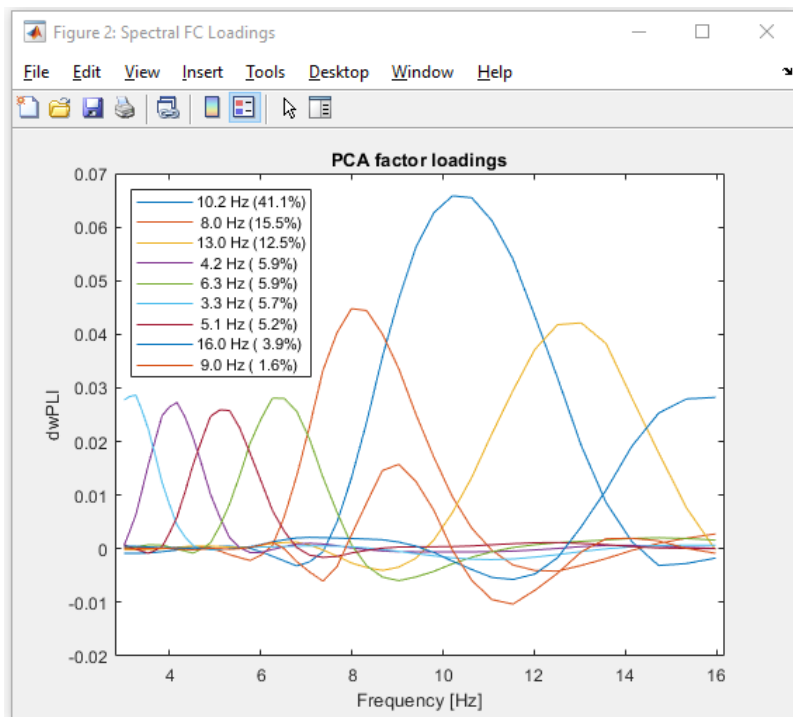 Figure 2: Spectral FC Loadings
File Edit View Insert Tools Desktop Window Help
PCA factor loadings
0.07
0.06
0.05
0.04
0.03
0.02
0.01
0
-0.01
-0.02
dwPLI
10.2 Hz (41.1%)
8.0 Hz (15.5%)
13.0 Hz (12.5%)
4.2 Hz ( 5.9%)
6.3 Hz ( 5.9%)
3.3 Hz ( 5.7%)
5.1 Hz ( 5.2%)
16.0 Hz ( 3.9%)
9.0 Hz ( 1.6%)
4 6 8 10 12 14 16
Frequency [Hz]